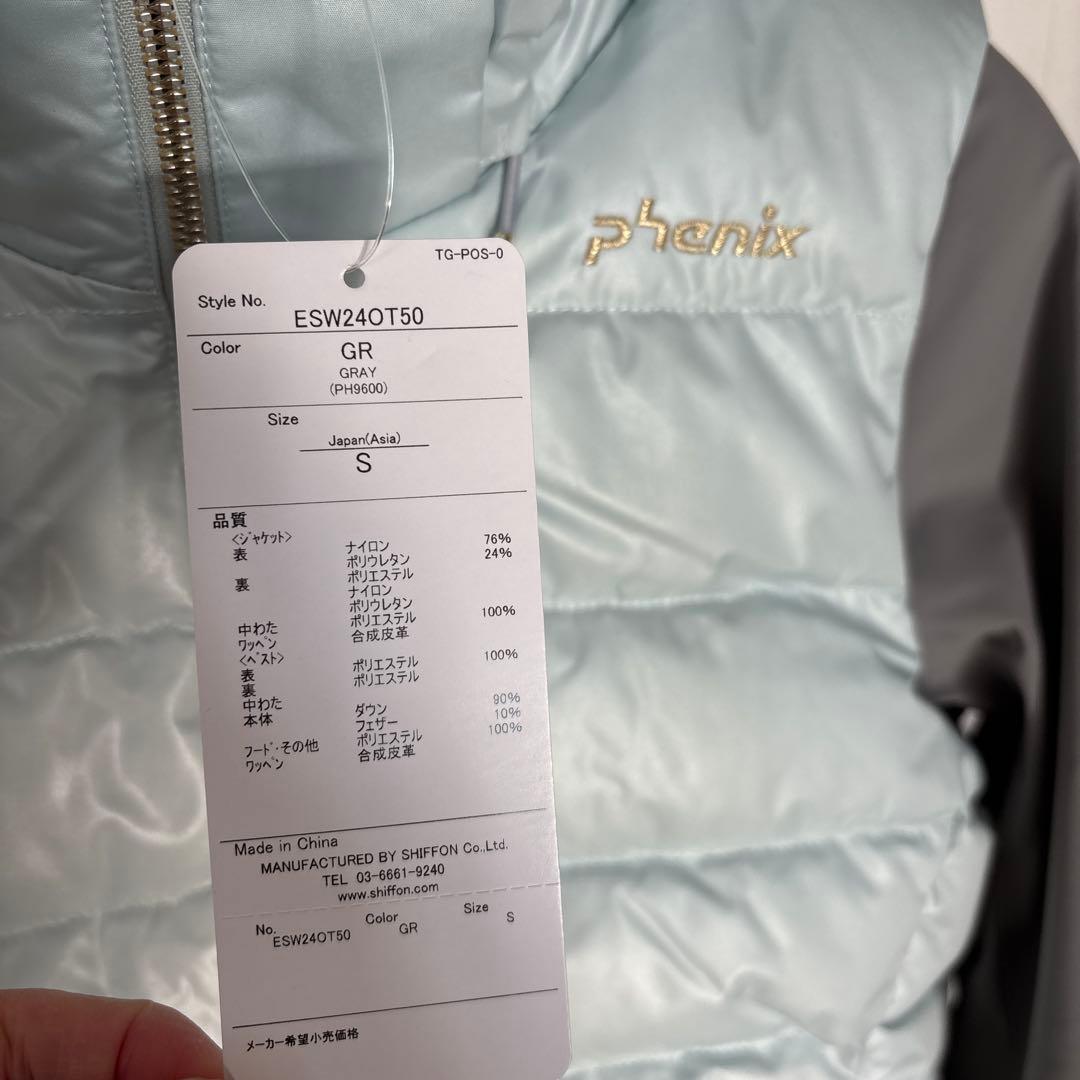 phenix
TG-POS-0
Style No.
ESW24OT50
Color
GR
GRAY
(PH9600)
Size
Japan(Asia)
S
品質
<ジャケット>
表 ナイロン 76%
ポリウレタン 24%
裏 ポリエステル
ナイロン
ポリウレタン
中わた ポリエステル 100%
ワッペン 合成皮革
<ベスト>
表 ポリエステル 100%
裏 ポリエステル
中わた
本体 ダウン 90%
フェザー 10%
フード・その他 ポリエステル 100%
ワッペン 合成皮革
Made in China
MANUFACTURED BY SHIFFON Co.,Ltd.
TEL 03-6661-9240
www.shiffon.com
No. Color Size
ESW24OT50 GR S
メーカー希望小売価格